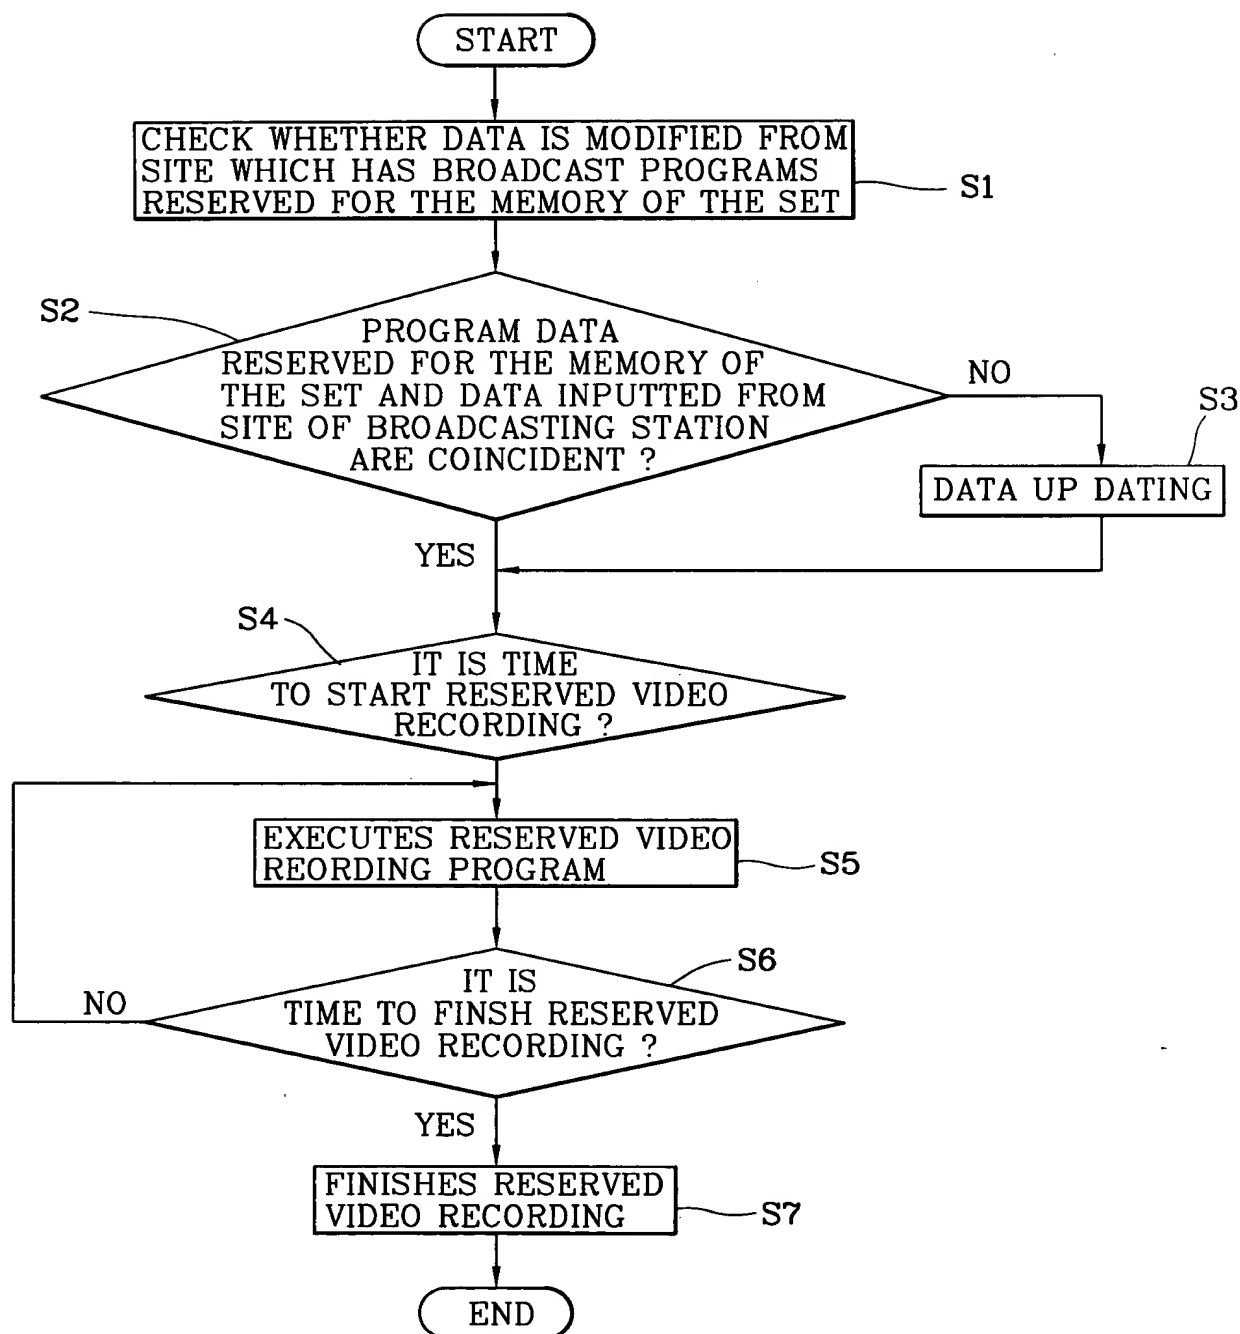 START
CHECK WHETHER DATA IS MODIFIED FROM
SITE WHICH HAS BROADCAST PROGRAMS
RESERVED FOR THE MEMORY OF THE SET
S1
S2
PROGRAM DATA
RESERVED FOR THE MEMORY OF
THE SET AND DATA INPUTTED FROM
SITE OF BROADCASTING STATION
ARE COINCIDENT ?
NO
S3
DATA UP DATING
YES
S4
IT IS TIME
TO START RESERVED VIDEO
RECORDING ?
EXECUTES RESERVED VIDEO
REORDING PROGRAM
S5
S6
IT IS
TIME TO FINSH RESERVED
VIDEO RECORDING ?
NO
YES
FINISHES RESERVED
VIDEO RECORDING
S7
END